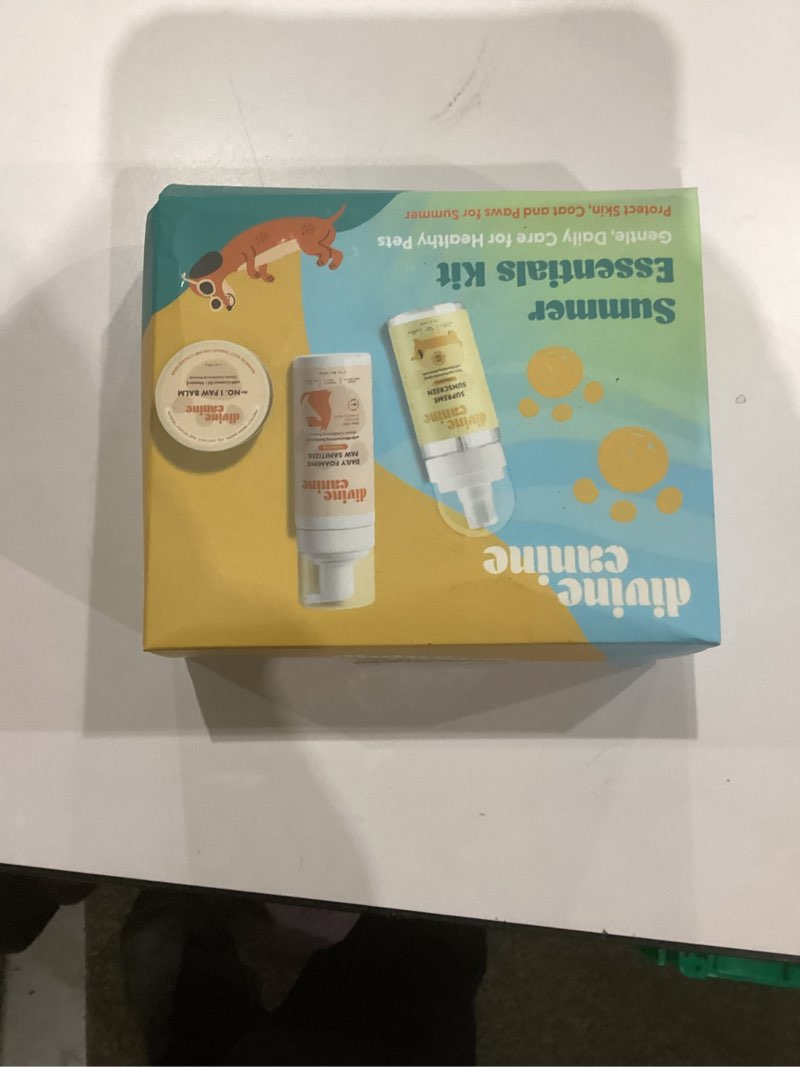 divine.
canine
Summer
Essentials Kit
Gentle, Daily Care for Healthy Pets
Protect Skin, Coat and Paws for Summer
divine.
canine
SUPREME
SUNSCREEN
divine.
canine
DAILY FOAMING
PAW SANITIZER
divine.
canine
the NO. 1 PAW BALM